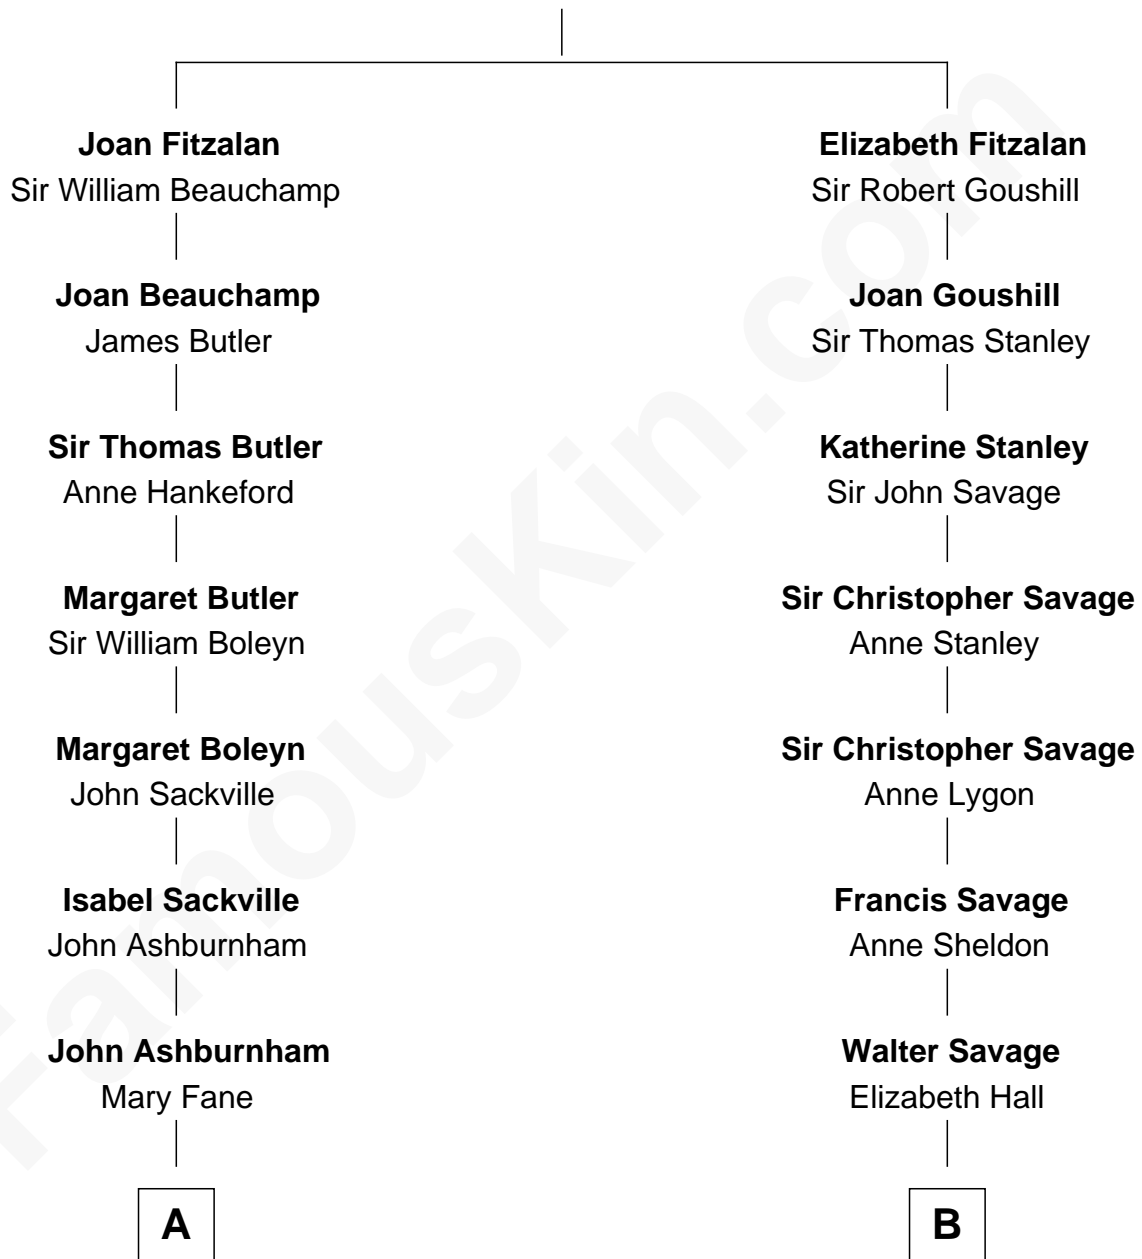 Joan Fitzalan
Sir William Beauchamp
Joan Beauchamp
James Butler
Sir Thomas Butler
Anne Hankeford
Margaret Butler
Sir William Boleyn
Margaret Boleyn
John Sackville
Isabel Sackville
John Ashburnham
John Ashburnham
Mary Fane
A
Elizabeth Fitzalan
Sir Robert Goushill
Joan Goushill
Sir Thomas Stanley
Katherine Stanley
Sir John Savage
Sir Christopher Savage
Anne Stanley
Sir Christopher Savage
Anne Lygon
Francis Savage
Anne Sheldon
Walter Savage
Elizabeth Hall
B
FamousKin.com